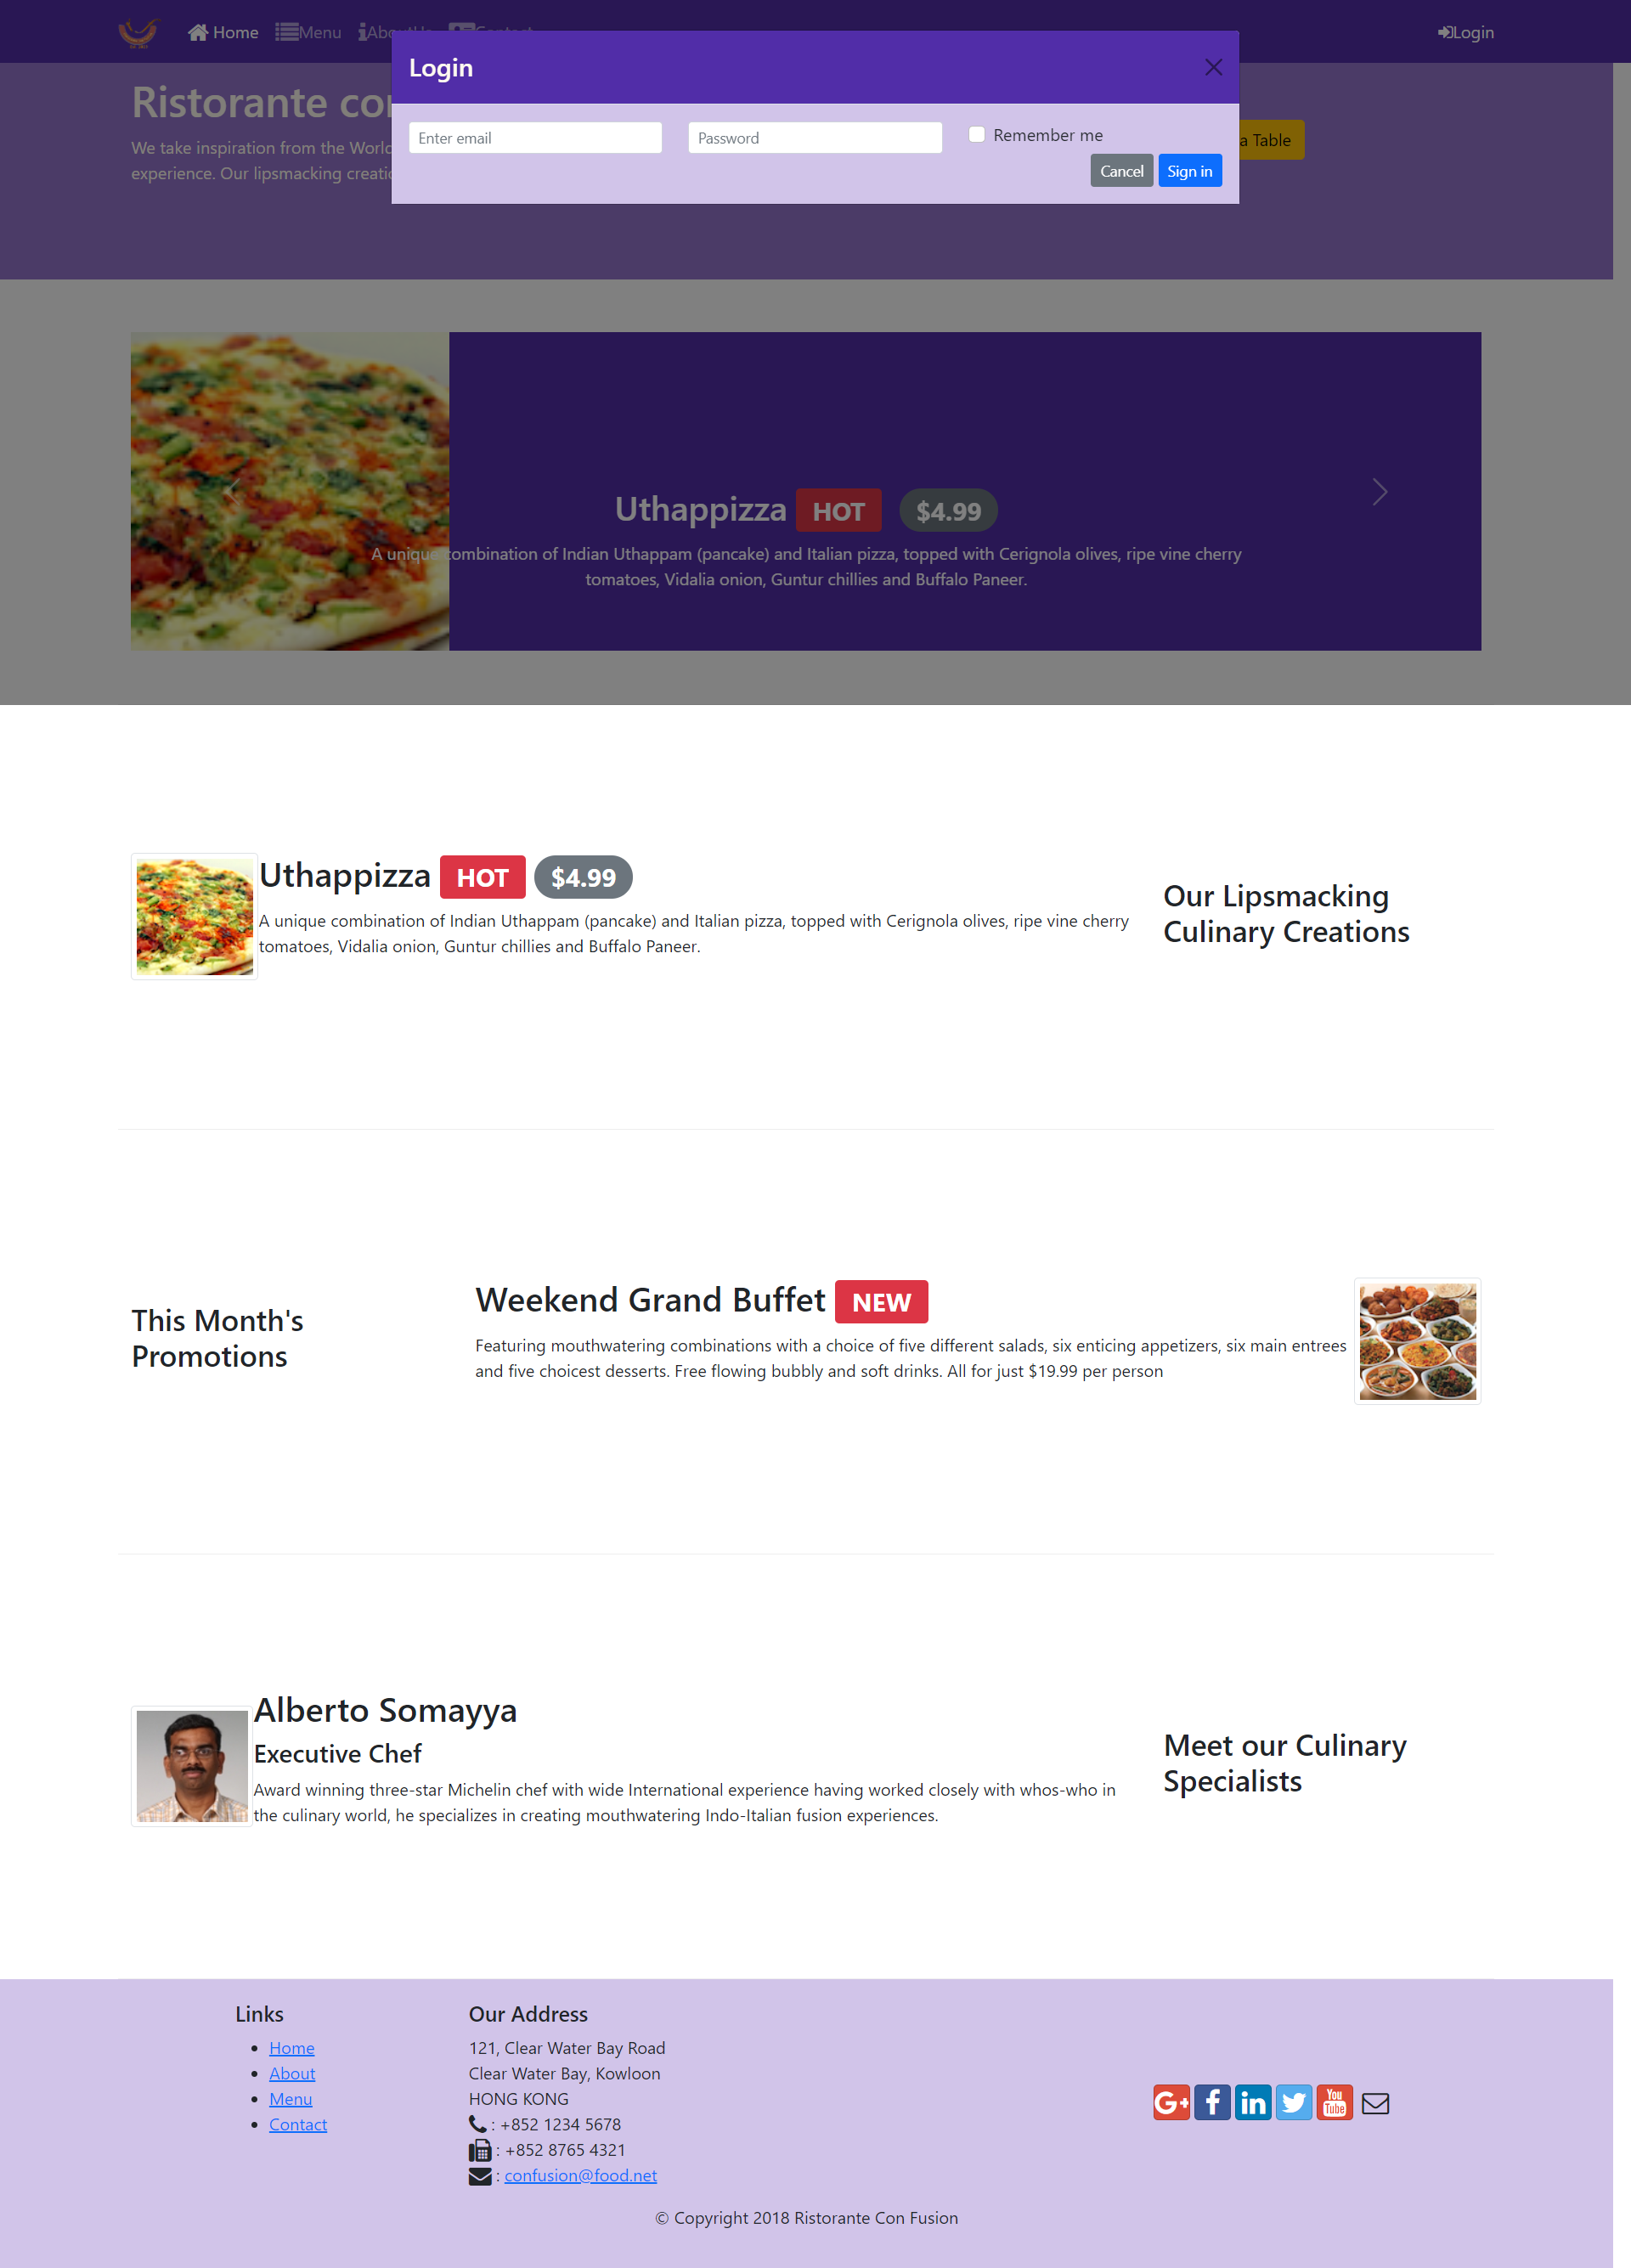 Home Menu Login
Login
Ristorante
Enter email Password Remember me
a Table
We take inspiration from the
experience. Our lipsmacking
Cancel Sign in
Uthappizza HOT $4.99
A unique combination of Indian Uthappam (pancake) and Italian pizza, topped with Cerignola olives, ripe vine cherry
tomatoes, Vidalia onion, Guntur chillies and Buffalo Paneer.
Uthappizza HOT $4.99
A unique combination of Indian Uthappam (pancake) and Italian pizza, topped with Cerignola olives, ripe vine cherry
tomatoes, Vidalia onion, Guntur chillies and Buffalo Paneer.
Our Lipsmacking
Culinary Creations
This Month's
Promotions
Weekend Grand Buffet NEW
Featuring mouthwatering combinations with a choice of five different salads, six enticing appetizers, six main entrees
and five choicest desserts. Free flowing bubbly and soft drinks. All for just $19.99 per person
Alberto Somayya
Executive Chef
Award winning three-star Michelin chef with wide International experience having worked closely with whos-who in
the culinary world, he specializes in creating mouthwatering Indo-Italian fusion experiences.
Meet our Culinary
Specialists
Links
Home
About
Menu
Contact
Our Address
121, Clear Water Bay Road
Clear Water Bay, Kowloon
HONG KONG
: +852 1234 5678
: +852 8765 4321
: confusion@food.net
G+ f in You Tube
© Copyright 2018 Ristorante Con Fusion